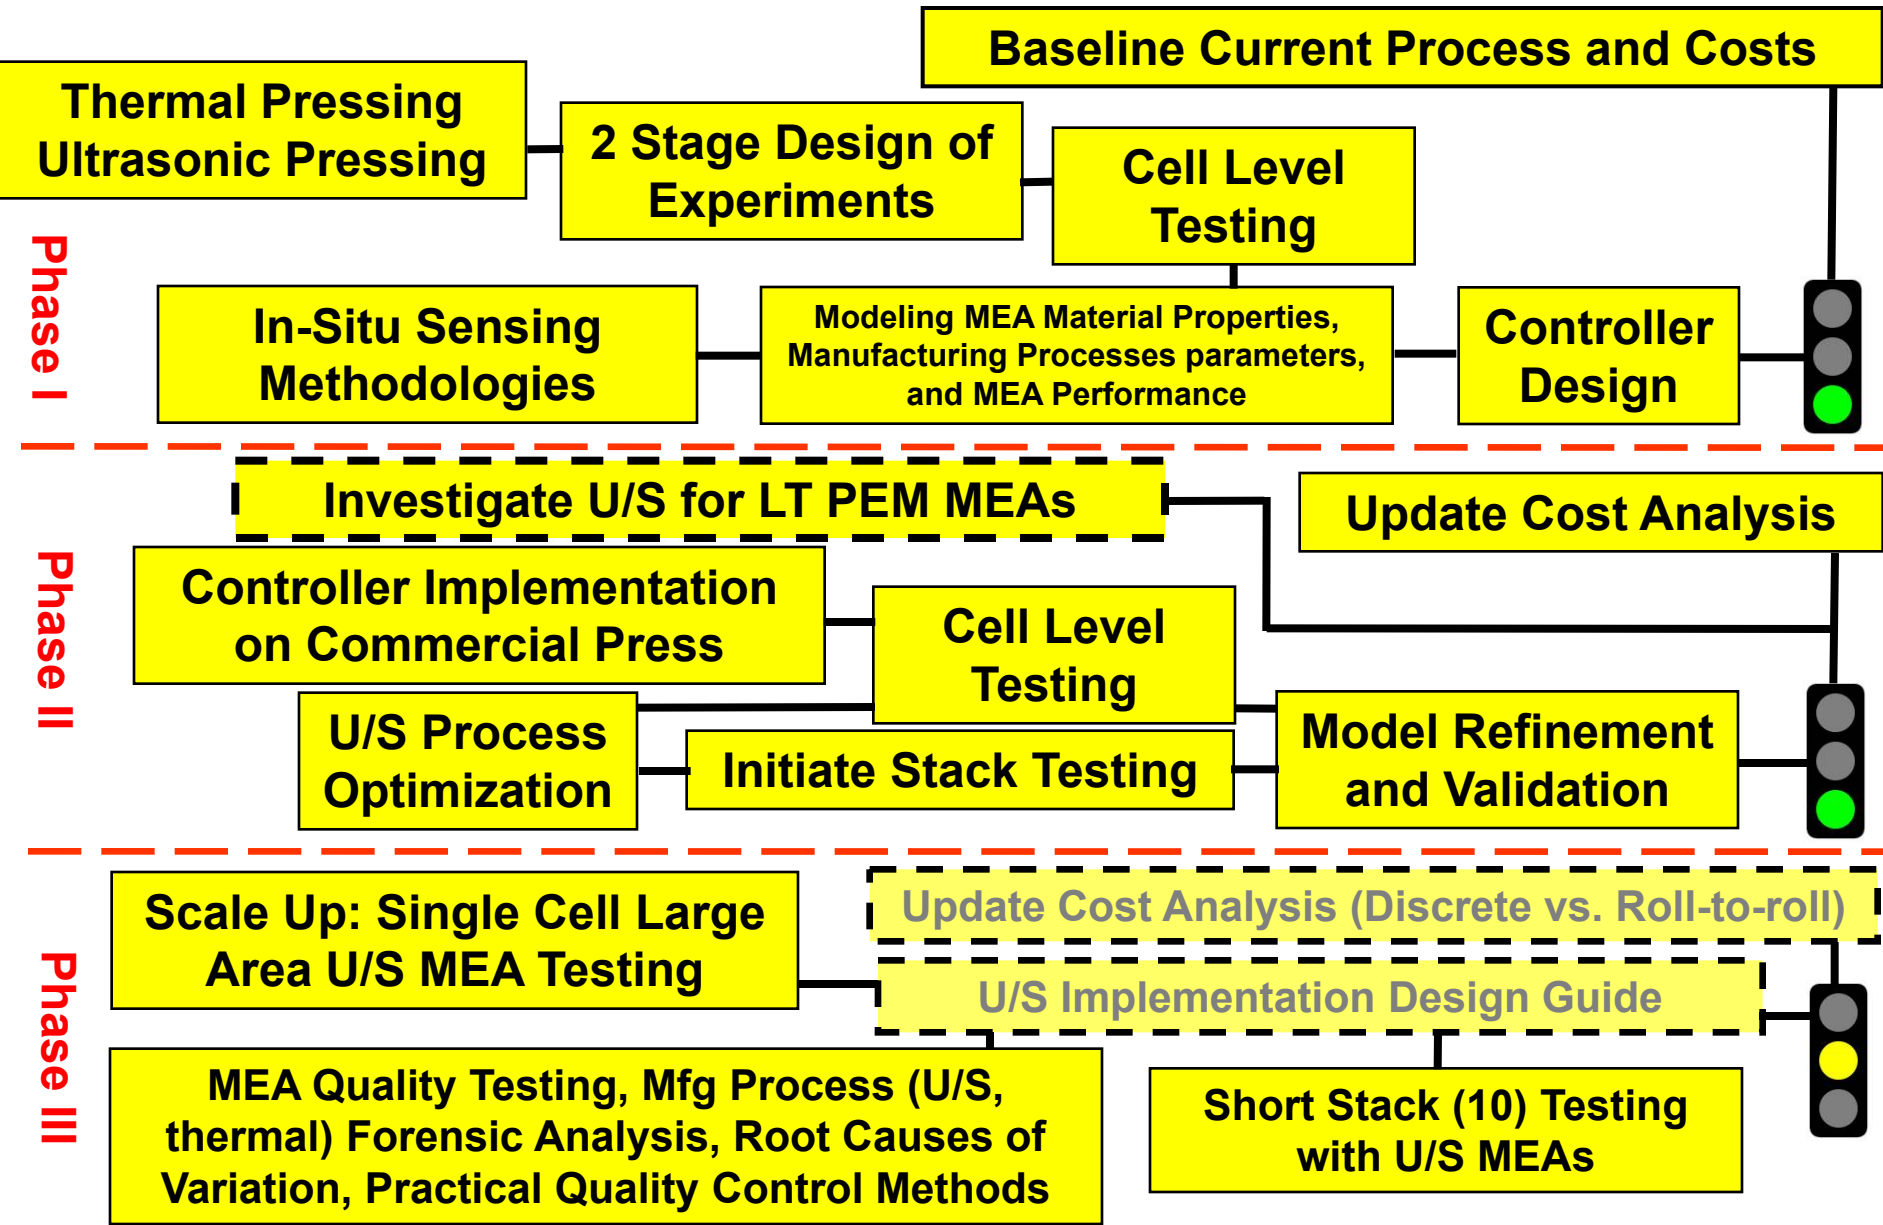 Baseline Current Process and Costs
Thermal Pressing
Ultrasonic Pressing
2 Stage Design of
Experiments
Cell Level
Testing
Phase I
In-Situ Sensing
Methodologies
Modeling MEA Material Properties,
Manufacturing Processes parameters,
and MEA Performance
Controller
Design
Phase II
Investigate U/S for LT PEM MEAs
Update Cost Analysis
Controller Implementation
on Commercial Press
Cell Level
Testing
U/S Process
Optimization
Initiate Stack Testing
Model Refinement
and Validation
Phase III
Scale Up: Single Cell Large
Area U/S MEA Testing
Update Cost Analysis (Discrete vs. Roll-to-roll)
U/S Implementation Design Guide
MEA Quality Testing, Mfg Process (U/S,
thermal) Forensic Analysis, Root Causes of
Variation, Practical Quality Control Methods
Short Stack (10) Testing
with U/S MEAs